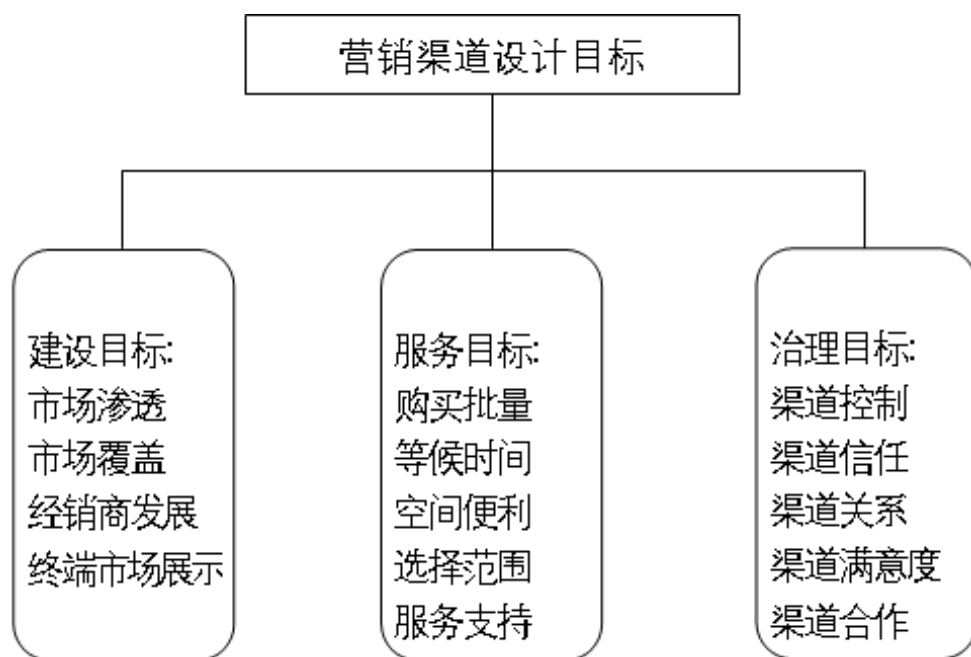 营销渠道设计目标
建设目标:
市场渗透
市场覆盖
经销商发展
终端市场展示
服务目标:
购买批量
等候时间
空间便利
选择范围
服务支持
治理目标:
渠道控制
渠道信任
渠道关系
渠道满意度
渠道合作